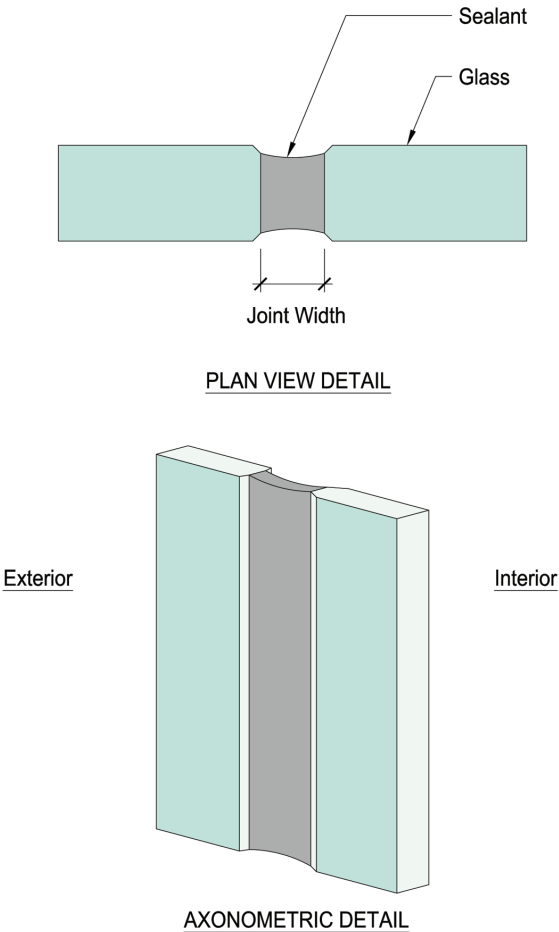 Sealant
Glass
Joint Width
PLAN VIEW DETAIL
Exterior
Interior
AXONOMETRIC DETAIL